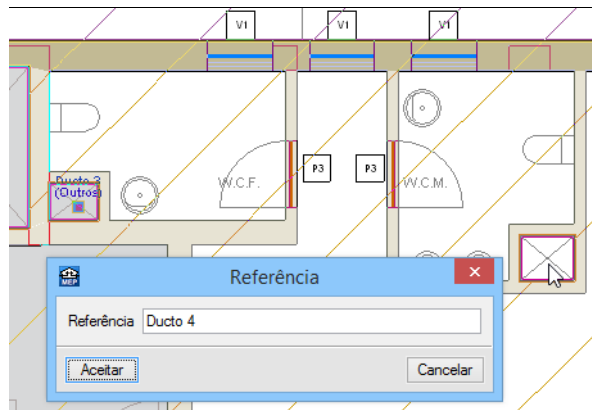 V1
V1
V1
P3
P3
W.C.F.
W.C.M.
Ducto 3
(Outros)
MEP
Referência
Referência
Ducto 4
Aceitar
Cancelar